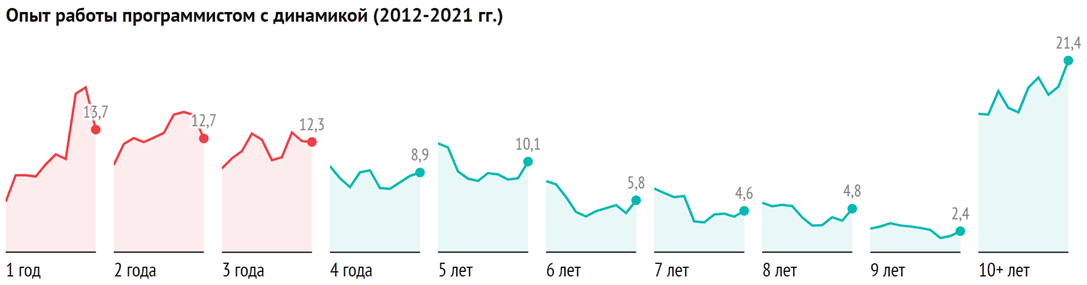 Опыт работы программистом с динамикой (2012-2021 гг.)
13,7
12,7
12,3
8,9
10,1
5,8
4,6
4,8
2,4
21,4
1 год
2 года
3 года
4 года
5 лет
6 лет
7 лет
8 лет
9 лет
10+ лет